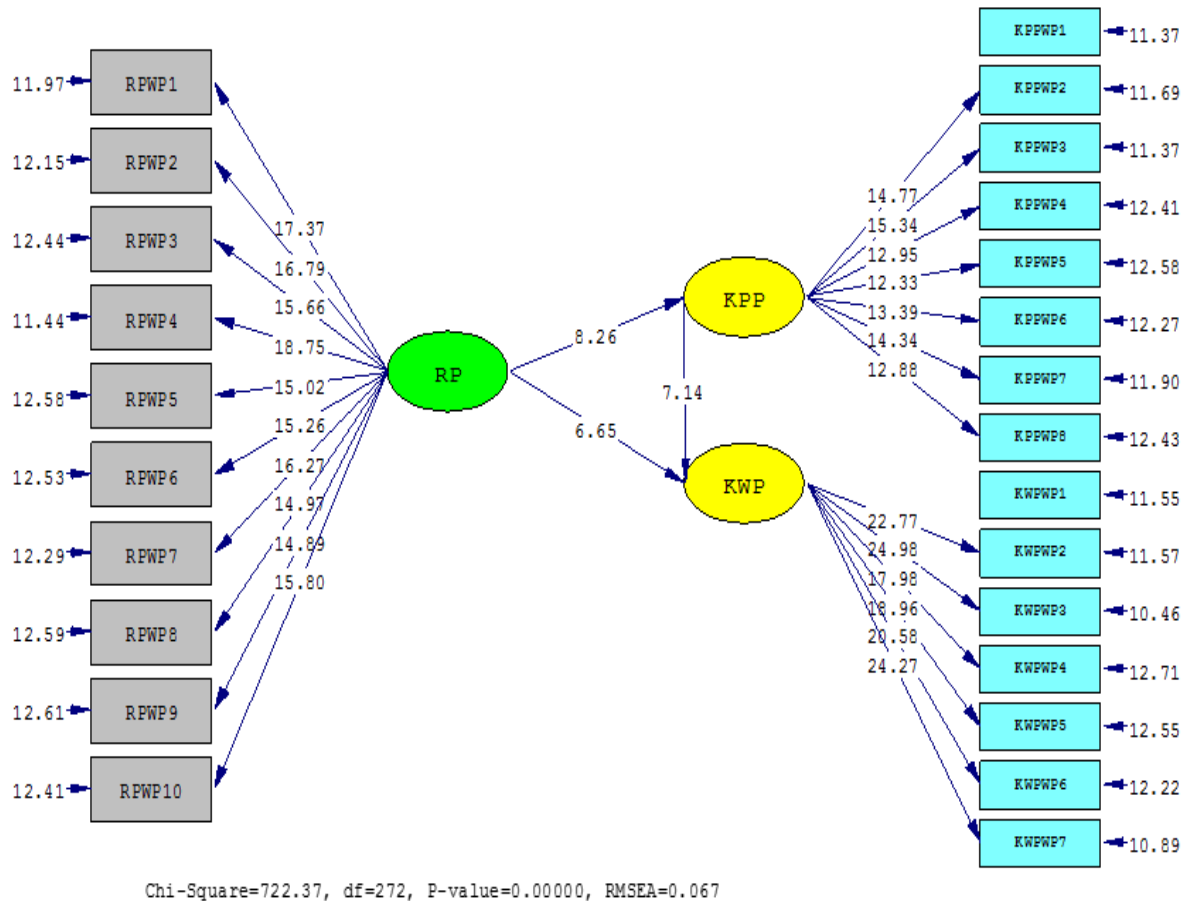 11.97 RPWP1
12.15 RPWP2
12.44 RPWP3
11.44 RPWP4
12.58 RPWP5
12.53 RPWP6
12.29 RPWP7
12.59 RPWP8
12.61 RPWP9
12.41 RPWP10
17.37
16.79
15.66
18.75
15.02
15.26
16.27
14.97
14.89
15.80
RP
8.26
6.65
KPP
7.14
KWP
14.77
15.34
12.95
12.33
13.39
14.34
12.88
22.77
24.98
17.98
18.96
20.58
24.27
KPPWP1 11.37
KPPWP2 11.69
KPPWP3 11.37
KPPWP4 12.41
KPPWP5 12.58
KPPWP6 12.27
KPPWP7 11.90
KPPWP8 12.43
KWPWP1 11.55
KWPWP2 11.57
KWPWP3 10.46
KWPWP4 12.71
KWPWP5 12.55
KWPWP6 12.22
KWPWP7 10.89
Chi-Square=722.37, df=272, P-value=0.00000, RMSEA=0.067